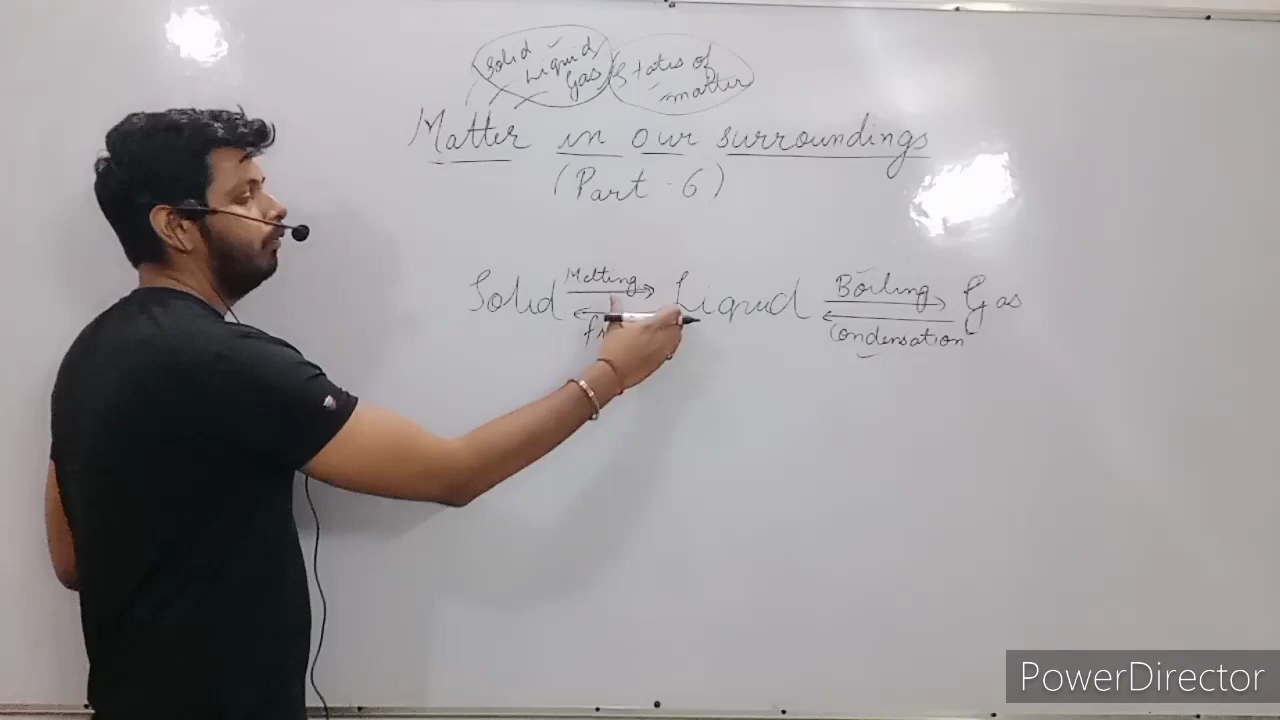 Solid
Liquid
Gas
States of
matter
Matter in our surroundings
(Part - 6)
Melting Boiling
Solid Liquid Gas
Condensation
PowerDirector